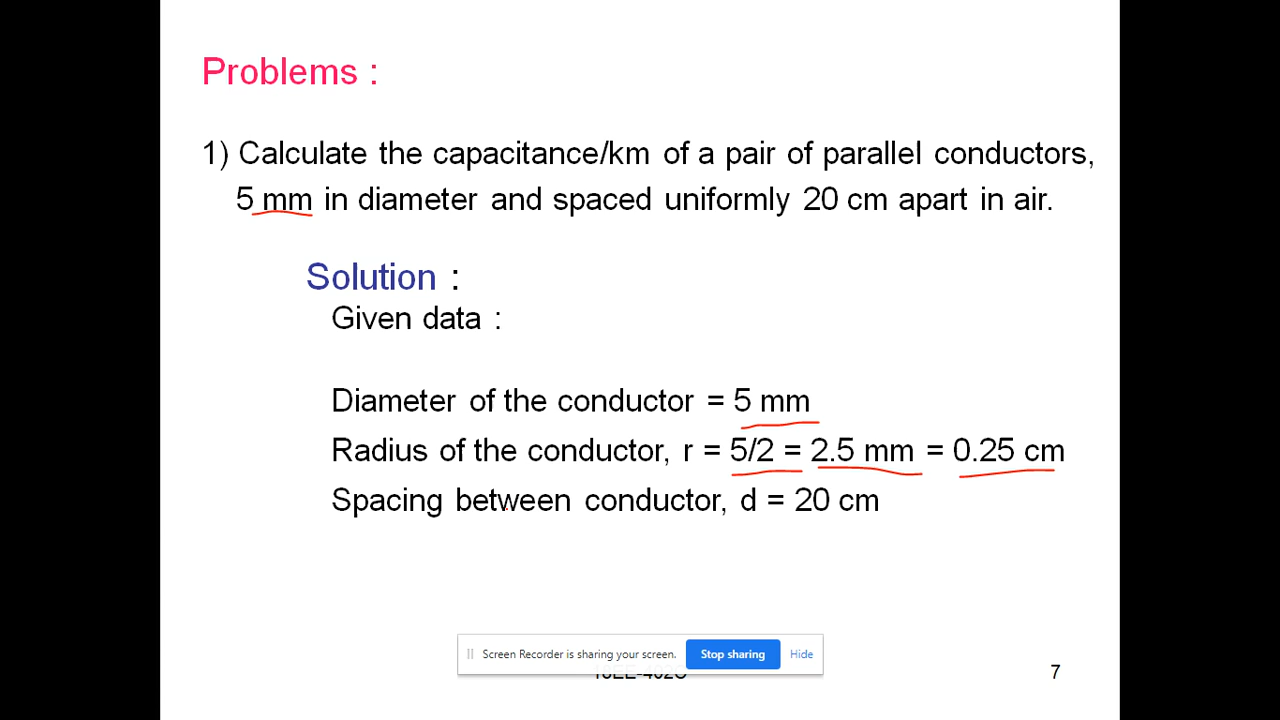 Problems :
1) Calculate the capacitance/km of a pair of parallel conductors,
5 mm in diameter and spaced uniformly 20 cm apart in air.
Solution :
Given data :
Diameter of the conductor = 5 mm
Radius of the conductor, r = 5/2 = 2.5 mm = 0.25 cm
Spacing between conductor, d = 20 cm
Screen Recorder is sharing your screen. Stop sharing Hide
7